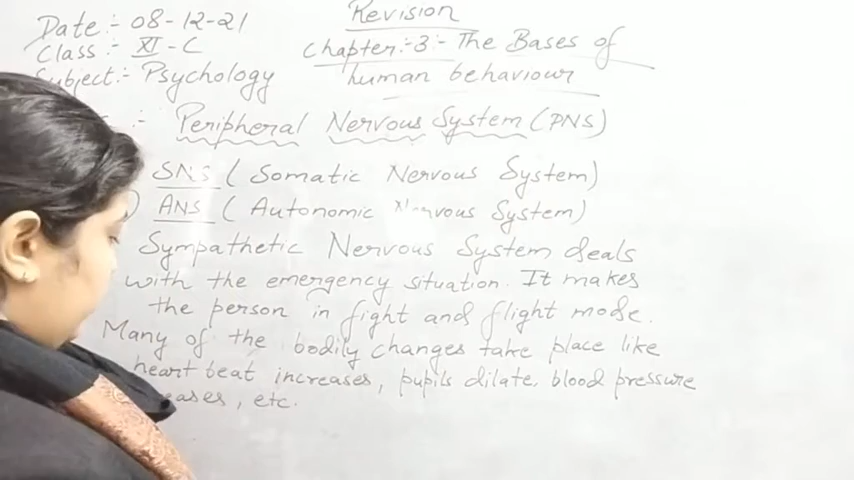 Date:- 08-12-21
Class:- XI-C
Subject:- Psychology
Revision
Chapter:-3:- The Bases of
human behaviour
:- Peripheral Nervous System (PNS)
SNS (Somatic Nervous System)
) ANS (Autonomic Nervous System)
Sympathetic Nervous System deals
with the emergency situation. It makes
the person in fight and flight mode.
Many of the bodily changes take place like
heart beat increases, pupils dilate, blood pressure
eases, etc.